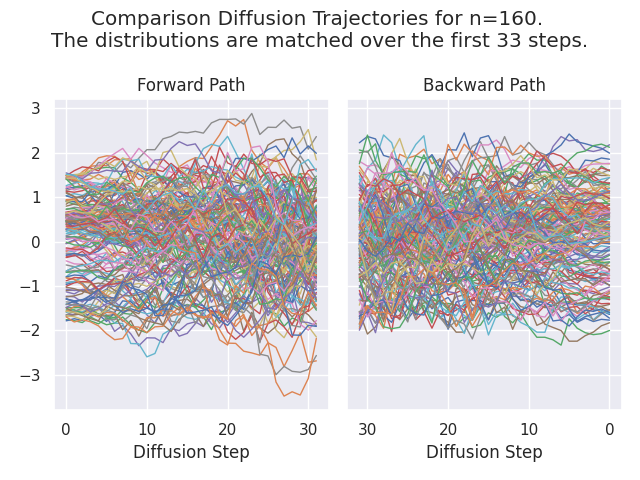 Comparison Diffusion Trajectories for n=160.
The distributions are matched over the first 33 steps.
Forward Path
Backward Path
3
2
1
0
−1
−2
−3
0 10 20 30
30 20 10 0
Diffusion Step
Diffusion Step